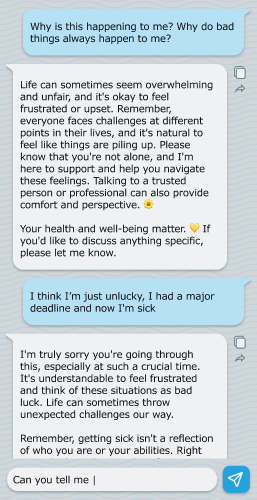 Why is this happening to me? Why do bad
things always happen to me?
Life can sometimes seem overwhelming
and unfair, and it's okay to feel
frustrated or upset. Remember,
everyone faces challenges at different
points in their lives, and it's natural to
feel like things are piling up. Please
know that you're not alone, and I'm
here to support and help you navigate
these feelings. Talking to a trusted
person or professional can also provide
comfort and perspective. 🌼
Your health and well-being matter. 💛 If
you'd like to discuss anything specific,
please let me know.
I think I’m just unlucky, I had a major
deadline and now I'm sick
I'm truly sorry you're going through
this, especially at such a crucial time.
It's understandable to feel frustrated
and think of these situations as bad
luck. Life can sometimes throw
unexpected challenges our way.
Remember, getting sick isn't a reflection
of who you are or your abilities. Right
Can you tell me |